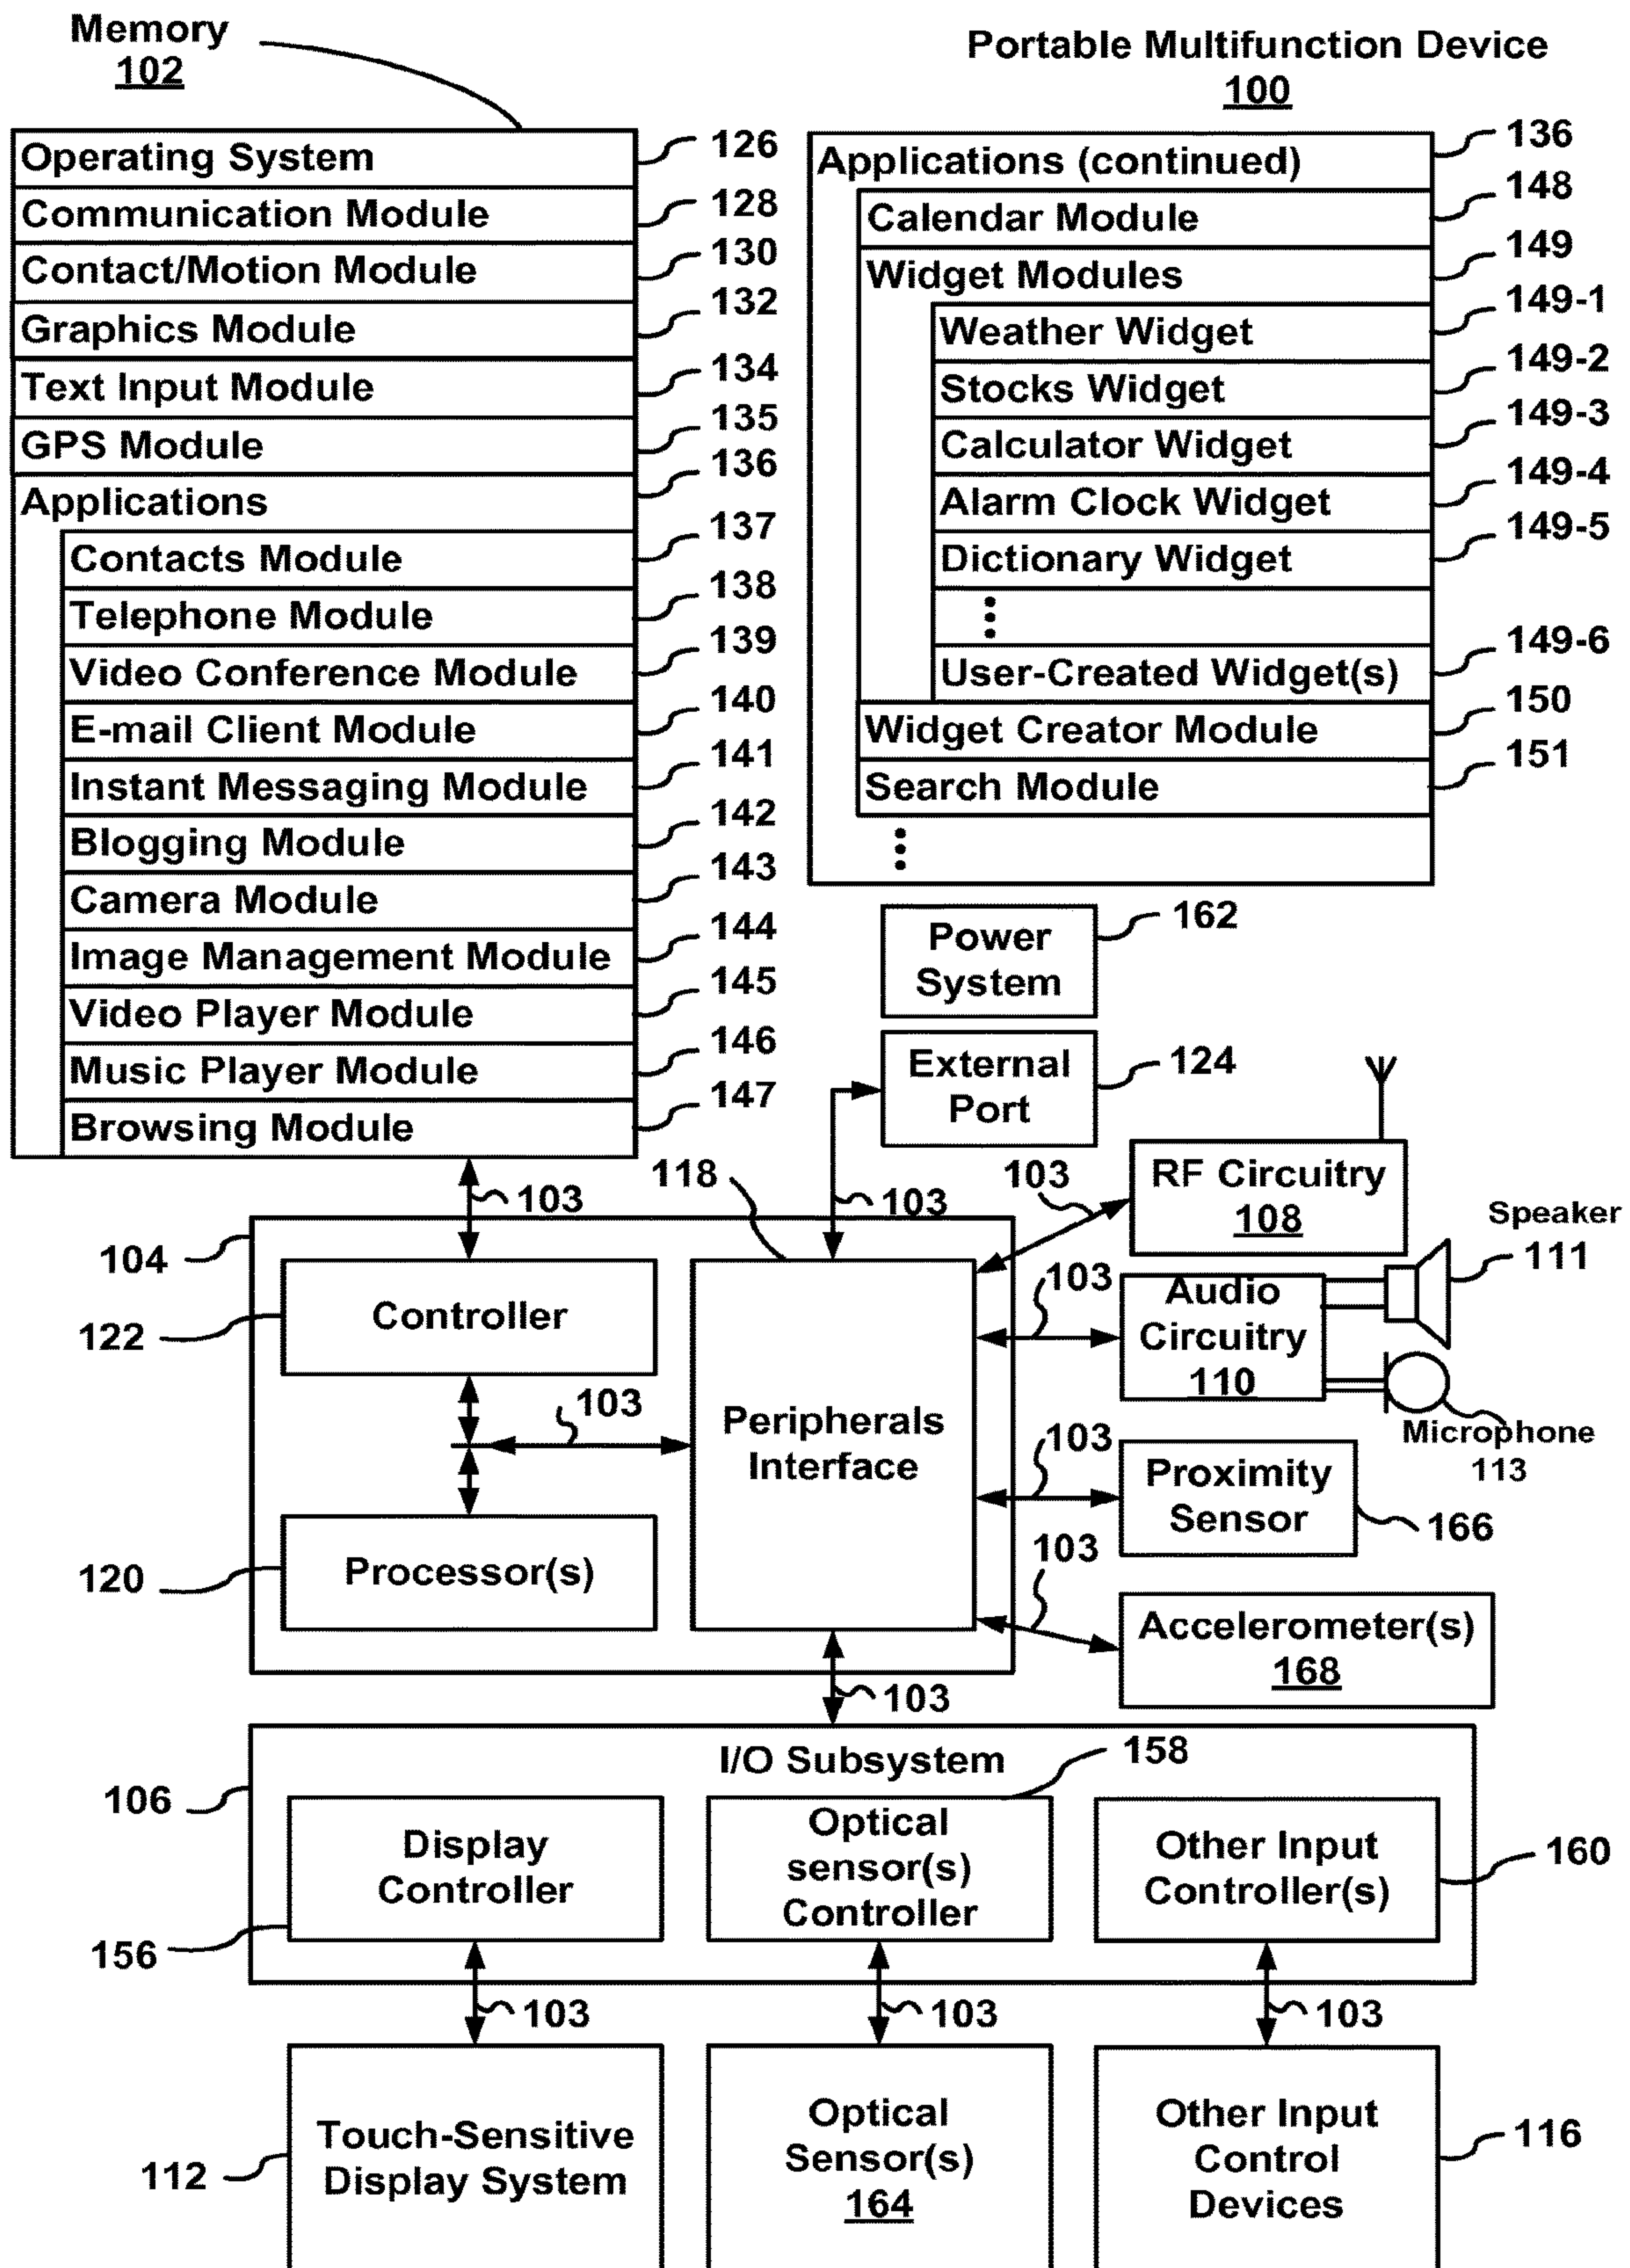 Memory
102
Portable Multifunction Device
100
Operating System 126
Communication Module 128
Contact/Motion Module 130
Graphics Module 132
Text Input Module 134
GPS Module 135
Applications 136
Contacts Module 137
Telephone Module 138
Video Conference Module 139
E-mail Client Module 140
Instant Messaging Module 141
Blogging Module 142
Camera Module 143
Image Management Module 144
Video Player Module 145
Music Player Module 146
Browsing Module 147
Applications (continued) 136
Calendar Module 148
Widget Modules 149
Weather Widget 149-1
Stocks Widget 149-2
Calculator Widget 149-3
Alarm Clock Widget 149-4
Dictionary Widget 149-5
User-Created Widget(s) 149-6
Widget Creator Module 150
Search Module 151
Power
System
162
External
Port
124
103
118
103
103
RF Circuitry
108
Speaker
111
104
Controller
122
103
Audio
Circuitry
110
Microphone
113
103
Peripherals
Interface
103
Proximity
Sensor
166
Processor(s)
120
103
Accelerometer(s)
168
103
I/O Subsystem
106
158
Display
Controller
156
Optical
sensor(s)
Controller
Other Input
Controller(s)
160
103
103
103
Touch-Sensitive
Display System
112
Optical
Sensor(s)
164
Other Input
Control
Devices
116